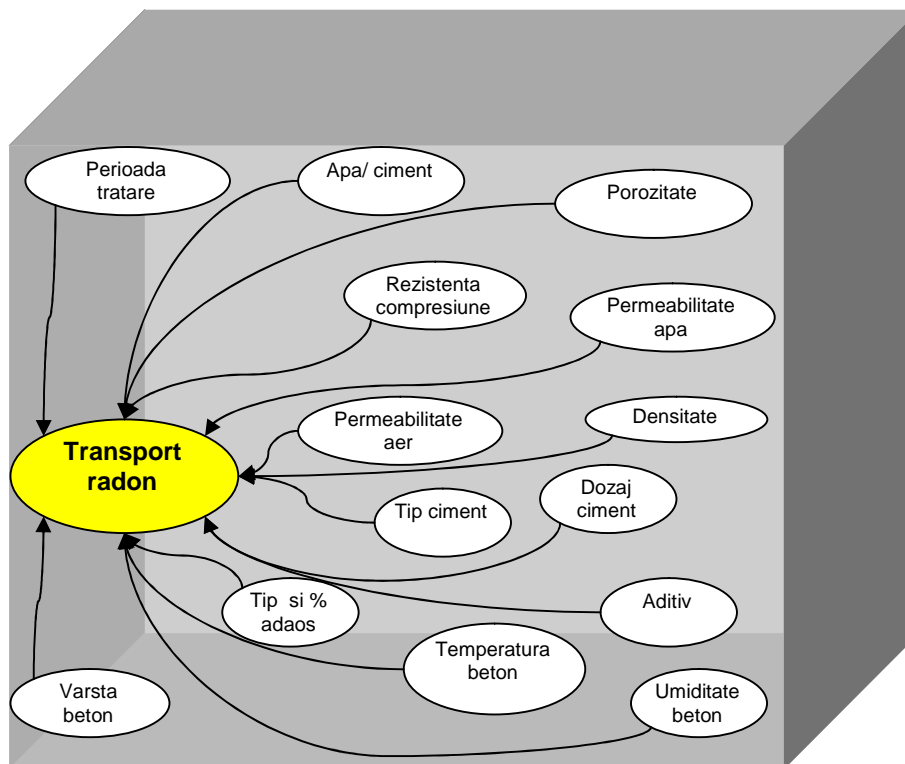 Perioada
tratare
Apa/ ciment
Porozitate
Rezistenta
compresiune
Permeabilitate
apa
Permeabilitate
aer
Densitate
Transport
radon
Tip ciment
Dozaj
ciment
Tip si %
adaos
Aditiv
Temperatura
beton
Varsta
beton
Umiditate
beton